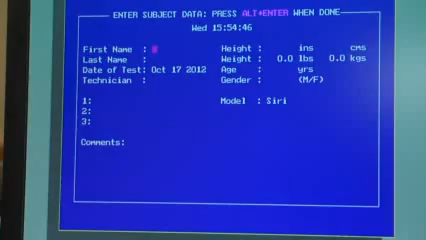 ENTER SUBJECT DATA: PRESS ALT+ENTER WHEN DONE
Wed 15:54:46
First Name : Height : ins cms
Last Name : Weight : 0.0 lbs 0.0 kgs
Date of Test: Oct 17 2012 Age : yrs
Technician : Gender : (M/F)
1: Model : Siri
2:
3:
Comments: